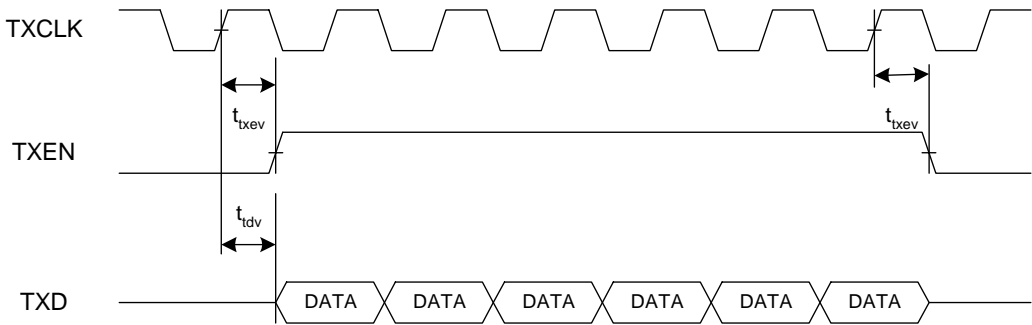 TXCLK
t_txev t_txev
TXEN
t_tdv
TXD DATA DATA DATA DATA DATA DATA